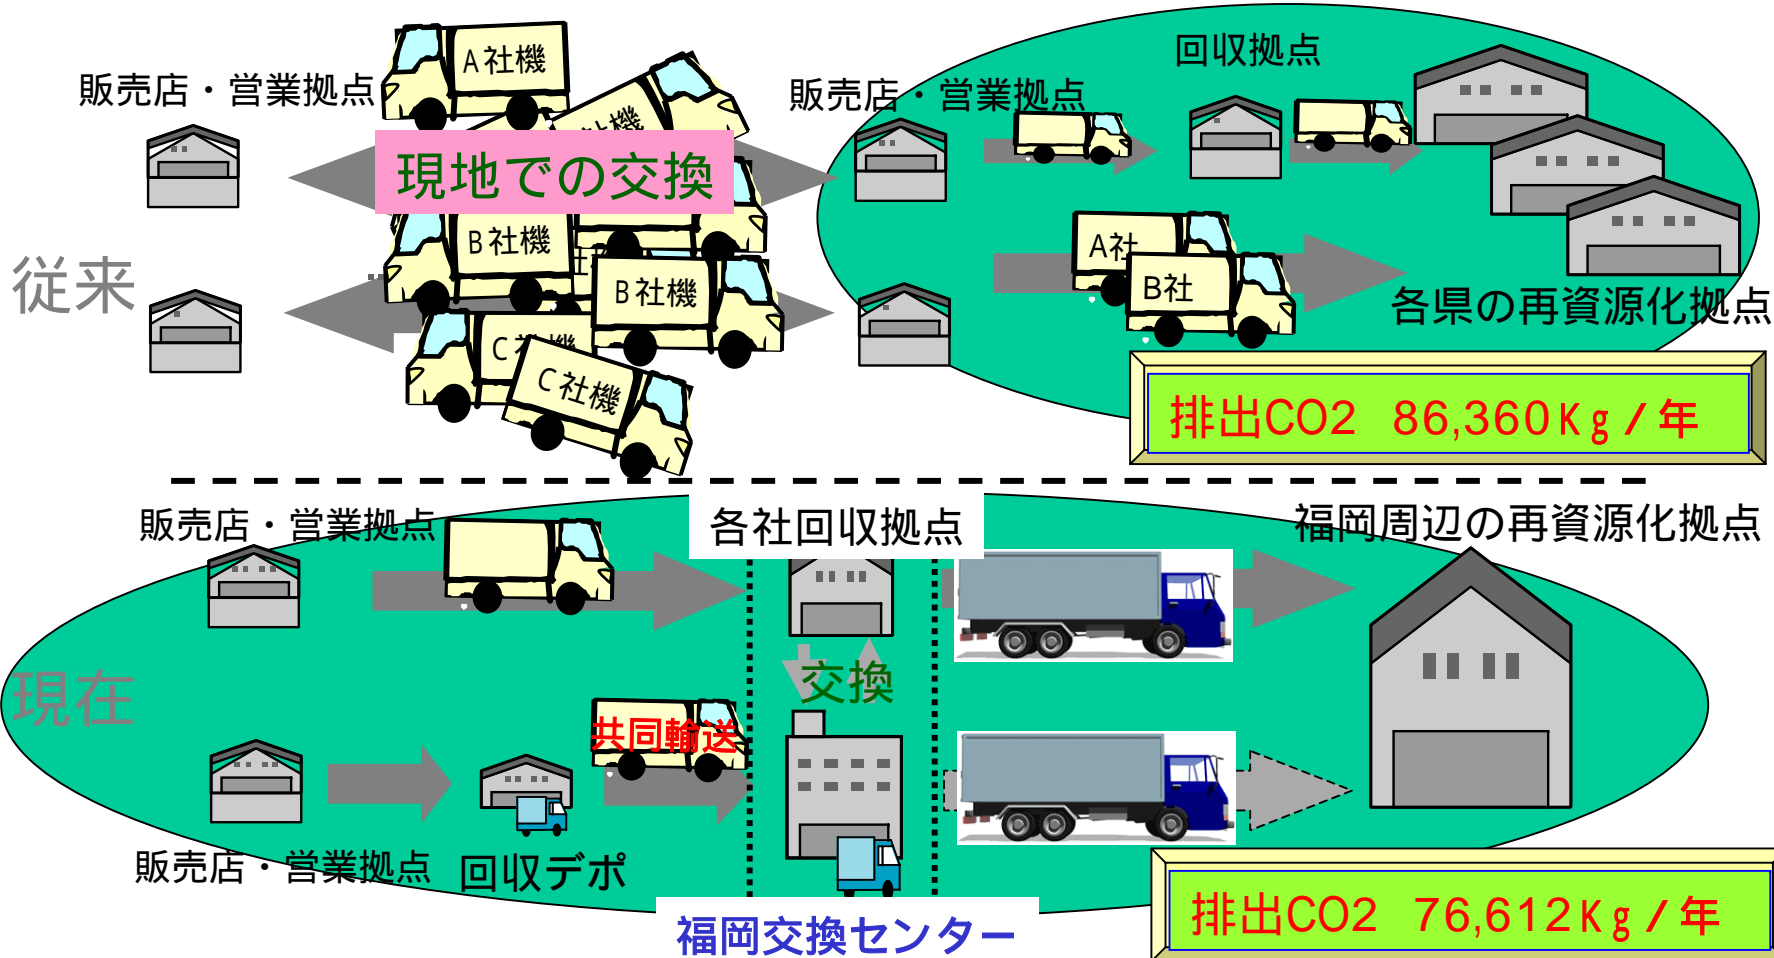 A社機
回収拠点
販売店・営業拠点
販売店・営業拠点
社機
現地での交換
B社機
A社
従来
B社機
B社
各県の再資源化拠点
C社機
C社機
排出CO2 86,360Kg/年
販売店・営業拠点
各社回収拠点
福岡周辺の再資源化拠点
現在
交換
共同輸送
販売店・営業拠点
回収デポ
排出CO2 76,612Kg/年
福岡交換センター